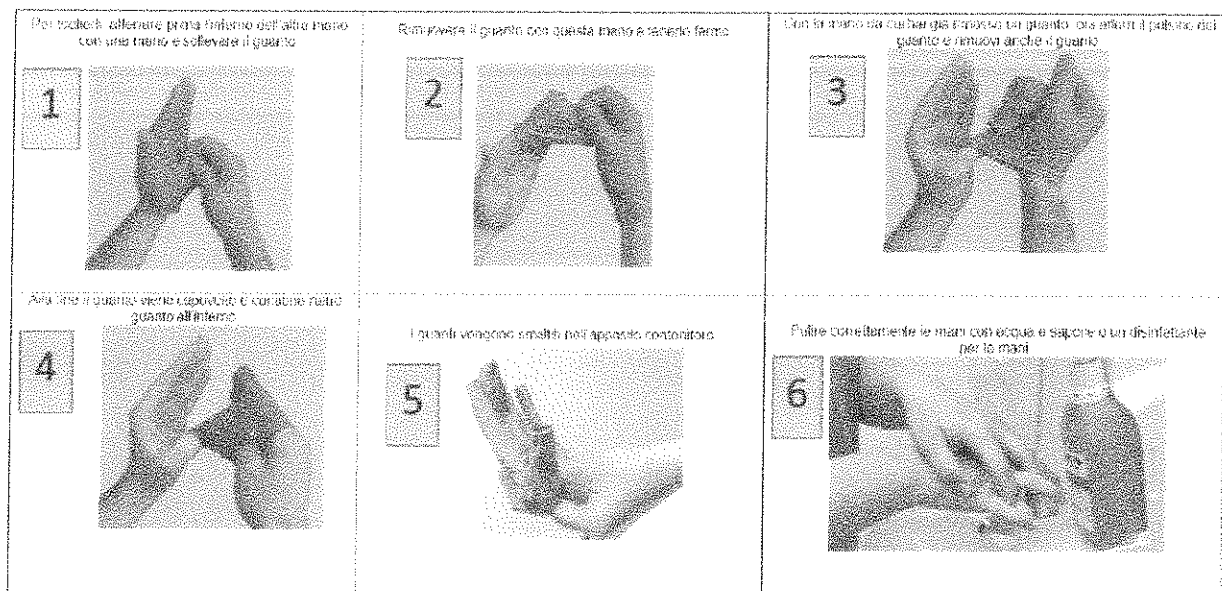 Per toglierli, afferrare prima l'interno dell'altra mano
con una mano e sollevare il guanto
1
Rimuovere il guanto con questa mano e tenerlo fermo
2
Con la mano da cui hai già rimosso un guanto, ora afferri il polsino del
guanto e rimuovi anche il guanto
3
Alla fine il guanto viene capovolto e contiene l'altro
guanto all'interno
4
I guanti vengono smaltiti nell'apposito contenitore
5
Pulire correttamente le mani con acqua e sapone o un disinfettante
per le mani
6